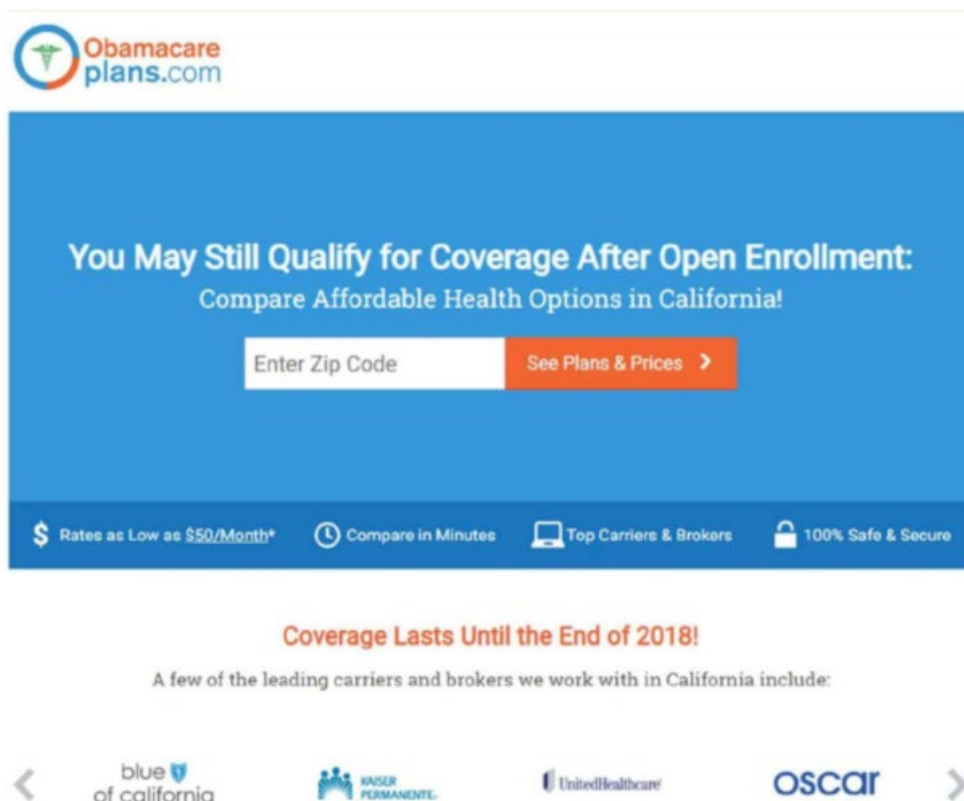 Obamacare
plans.com
You May Still Qualify for Coverage After Open Enrollment:
Compare Affordable Health Options in California!
Enter Zip Code
See Plans & Prices
Rates as Low as $50/Month*
Compare in Minutes
Top Carriers & Brokers
100% Safe & Secure
Coverage Lasts Until the End of 2018!
A few of the leading carriers and brokers we work with in California include:
blue
of california
KAISER
PERMANENTE.
UnitedHealthcare
oscar